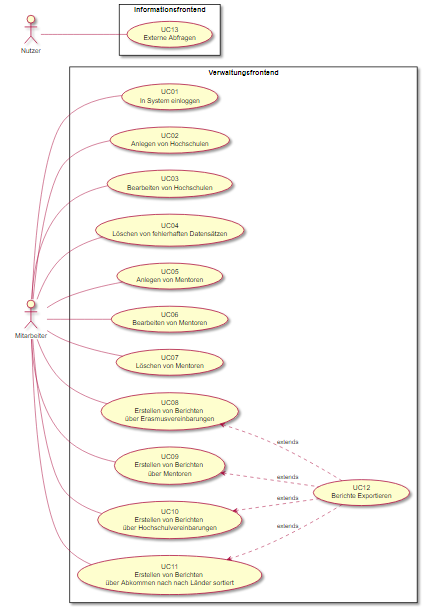 Informationsfrontend
UC13
Externe Abfragen
Nutzer
Verwaltungsfrontend
UC01
In System einloggen
UC02
Anlegen von Hochschulen
UC03
Bearbeiten von Hochschulen
UC04
Löschen von fehlerhaften Datensätzen
UC05
Anlegen von Mentoren
UC06
Bearbeiten von Mentoren
Mitarbeiter
UC07
Löschen von Mentoren
UC08
Erstellen von Berichten
über Erasmusvereinbarungen
extends
UC09
Erstellen von Berichten
über Mentoren
extends
UC12
Berichte Exportieren
extends
UC10
Erstellen von Berichten
über Hochschulvereinbarungen
extends
UC11
Erstellen von Berichten
über Abkommen nach nach Länder sortiert